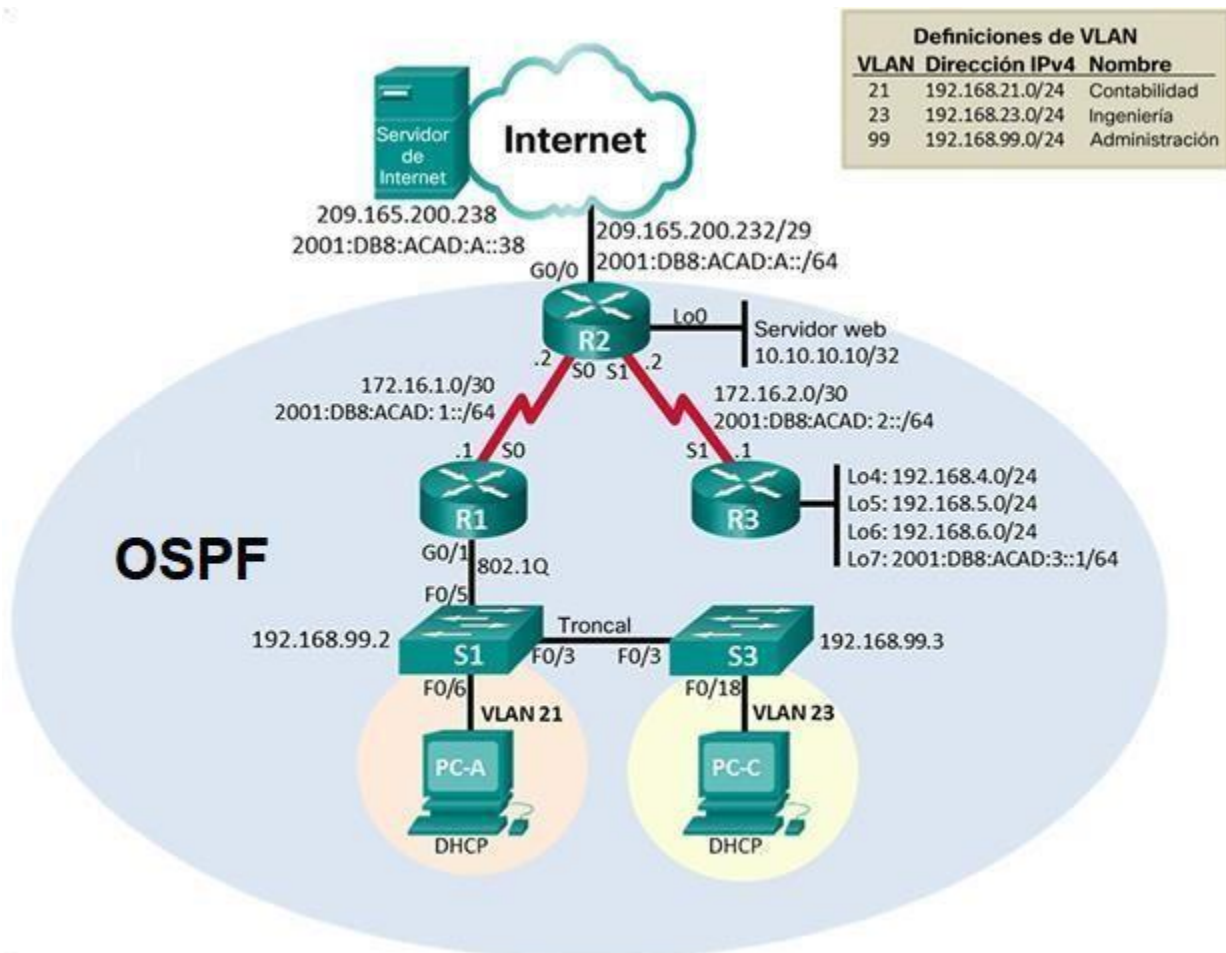 Definiciones de VLAN
VLAN Dirección IPv4 Nombre
21 192.168.21.0/24 Contabilidad
23 192.168.23.0/24 Ingeniería
99 192.168.99.0/24 Administración
Servidor
de
Internet
Internet
209.165.200.238
2001:DB8:ACAD:A::38
209.165.200.232/29
2001:DB8:ACAD:A::/64
G0/0
R2
Lo0
Servidor web
10.10.10.10/32
.2
S0
S1
.2
172.16.1.0/30
2001:DB8:ACAD: 1::/64
172.16.2.0/30
2001:DB8:ACAD: 2::/64
.1
S0
S1
.1
R1
R3
Lo4: 192.168.4.0/24
Lo5: 192.168.5.0/24
Lo6: 192.168.6.0/24
Lo7: 2001:DB8:ACAD:3::1/64
OSPF
G0/1
802.1Q
F0/5
192.168.99.2
S1
Troncal
F0/3
F0/3
S3
192.168.99.3
F0/6
F0/18
VLAN 21
VLAN 23
PC-A
PC-C
DHCP
DHCP